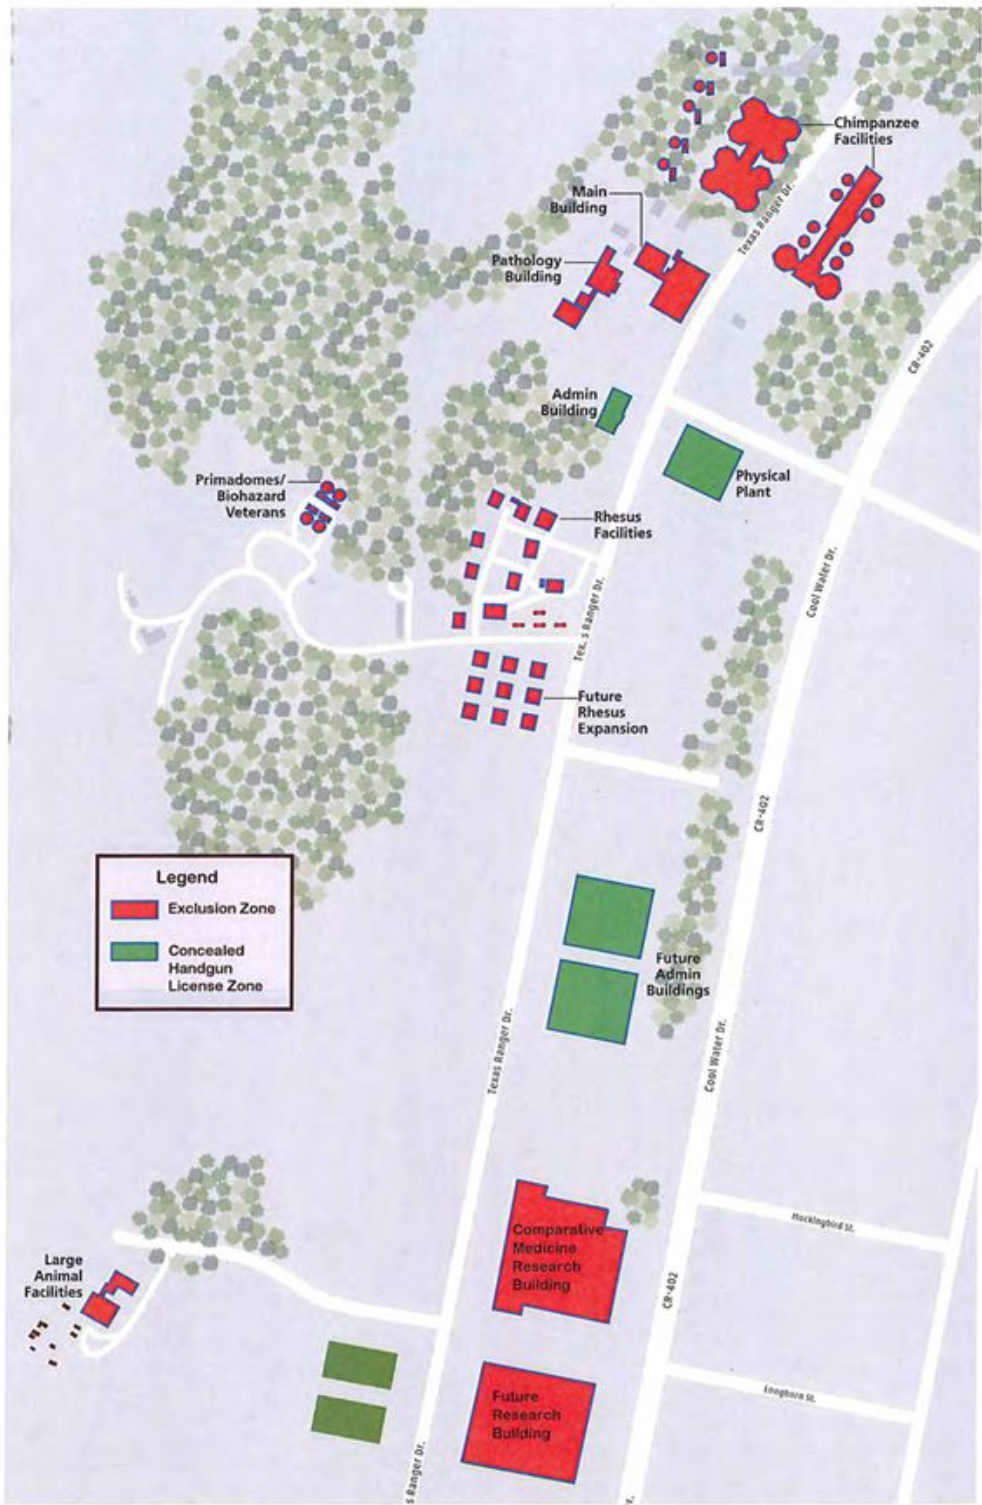 Chimpanzee
Facilities
Main
Building
Texas Ranger Dr.
Pathology
Building
CR-402
Admin
Building
Primadomes/
Biohazard
Veterans
Physical
Plant
Rhesus
Facilities
Cool Water Dr.
Tex. s Ranger Dr.
Future
Rhesus
Expansion
CR-402
Legend
Exclusion Zone
Concealed
Handgun
License Zone
Future
Admin
Buildings
Texas Ranger Dr.
Cool Water Dr.
Mockingbird St.
Comparative
Medicine
Research
Building
Large
Animal
Facilities
CR-402
Longhorn St.
Future
Research
Building
s Ranger Dr.
r.